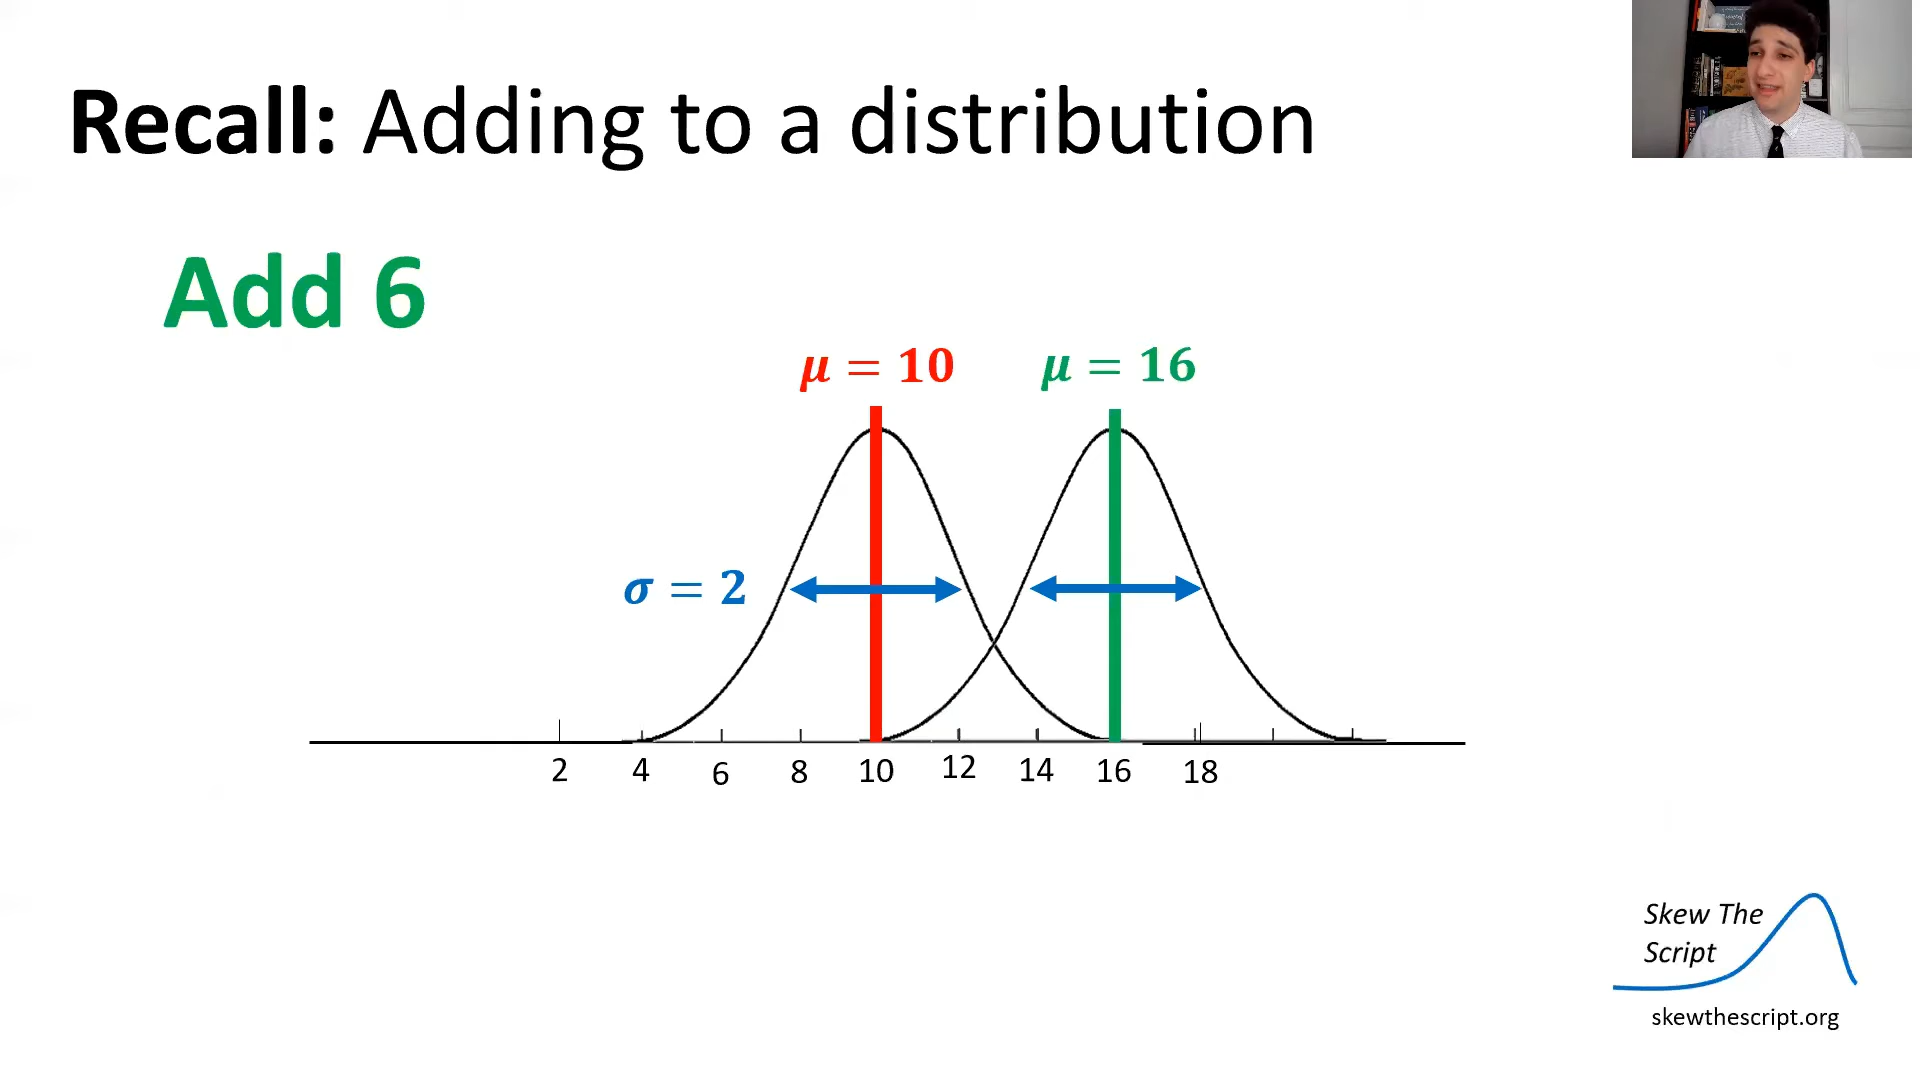 Recall: Adding to a distribution
Add 6
μ = 10
μ = 16
σ = 2
2 4 6 8 10 12 14 16 18
Skew The
Script
skewthescript.org